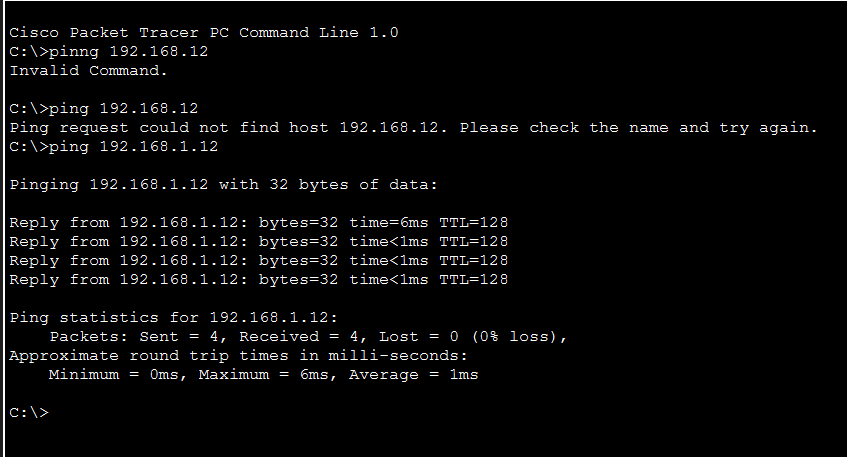 Cisco Packet Tracer PC Command Line 1.0
C:\>pinng 192.168.12
Invalid Command.
C:\>ping 192.168.12
Ping request could not find host 192.168.12. Please check the name and try again.
C:\>ping 192.168.1.12
Pinging 192.168.1.12 with 32 bytes of data:
Reply from 192.168.1.12: bytes=32 time=6ms TTL=128
Reply from 192.168.1.12: bytes=32 time<1ms TTL=128
Reply from 192.168.1.12: bytes=32 time<1ms TTL=128
Reply from 192.168.1.12: bytes=32 time<1ms TTL=128
Ping statistics for 192.168.1.12:
    Packets: Sent = 4, Received = 4, Lost = 0 (0% loss),
Approximate round trip times in milli-seconds:
    Minimum = 0ms, Maximum = 6ms, Average = 1ms
C:\>